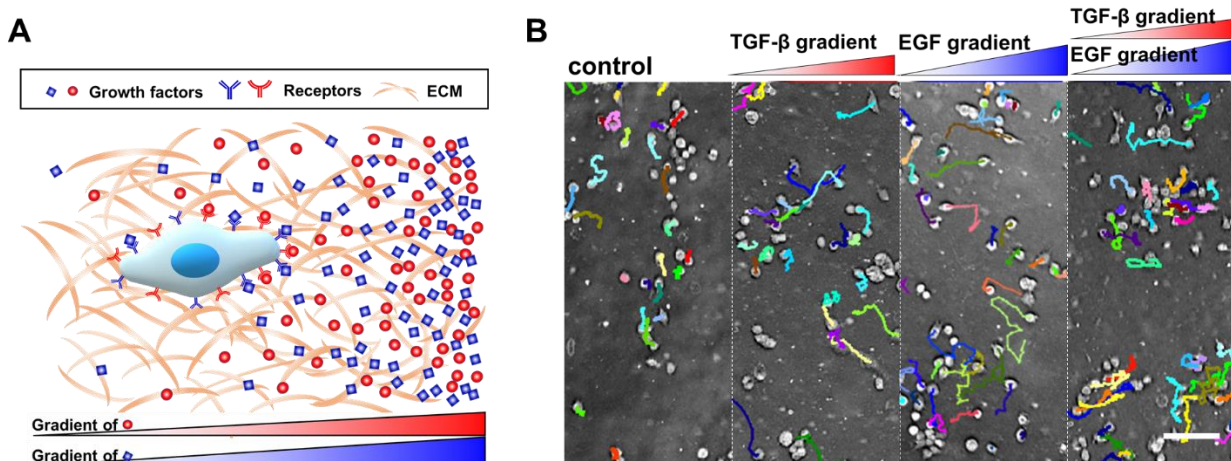 A
Growth factors
Receptors
ECM
Gradient of
Gradient of
B
control
TGF-β gradient
EGF gradient
TGF-β gradient
EGF gradient